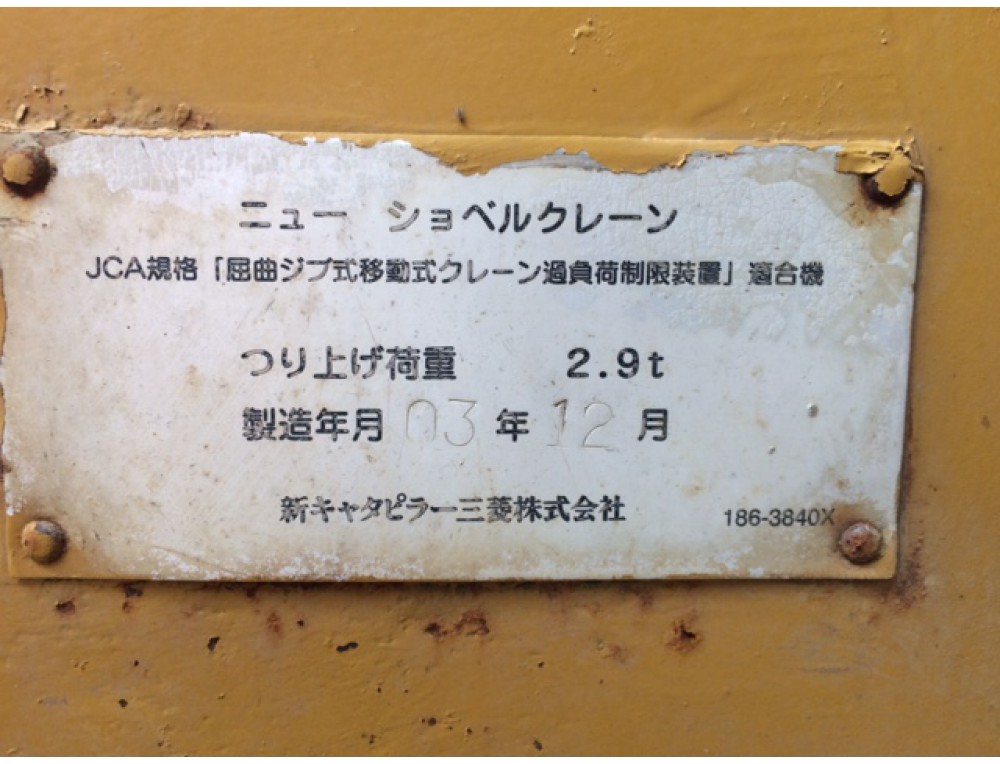 ニュー ショベルクレーン
JCA規格「屈曲ジブ式移動式クレーン過負荷制限装置」適合機
つり上げ荷重 2.9t
製造年月 03 年 12 月
新キャタピラー三菱株式会社
186-3840X